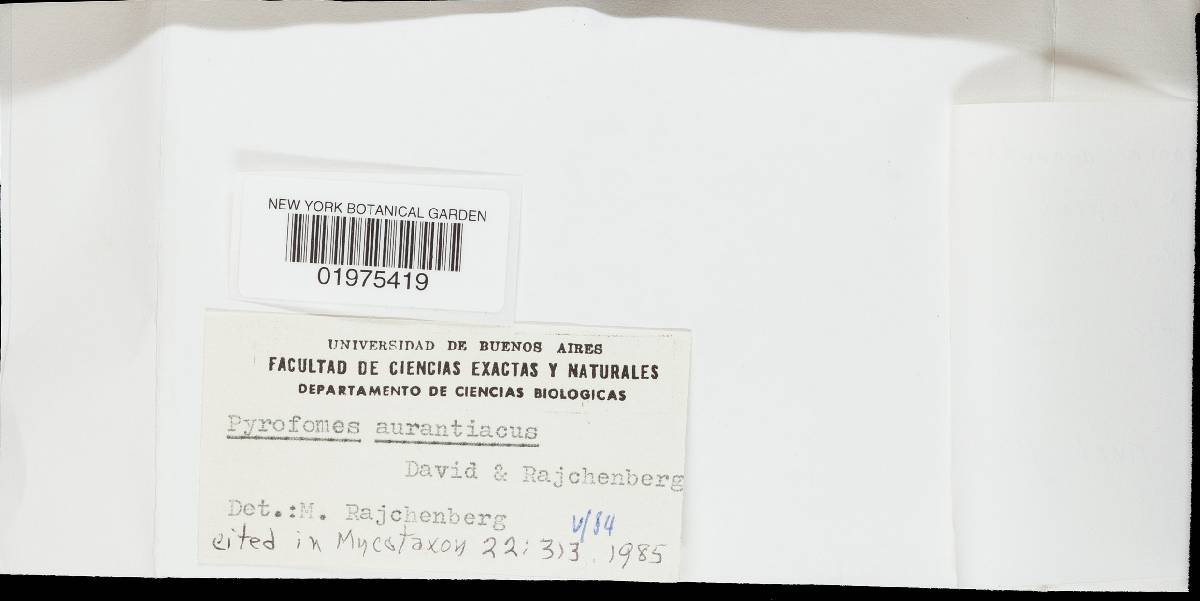 NEW YORK BOTANICAL GARDEN
01975419
UNIVERSIDAD DE BUENOS AIRES
FACULTAD DE CIENCIAS EXACTAS Y NATURALES
DEPARTAMENTO DE CIENCIAS BIOLOGICAS
Pyrofomes aurantiacus
David & Rajchenberg
Det.:M. Rajchenberg V/84
cited in Mycotaxon 22: 313. 1985